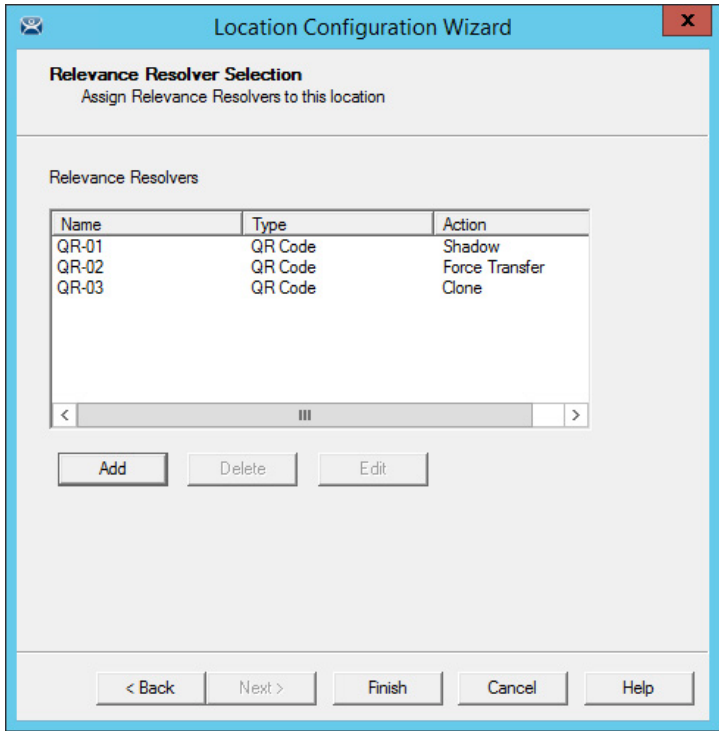 Location Configuration Wizard
x
Relevance Resolver Selection
Assign Relevance Resolvers to this location
Relevance Resolvers
Name Type Action
QR-01 QR Code Shadow
QR-02 QR Code Force Transfer
QR-03 QR Code Clone
Add Delete Edit
< Back Next > Finish Cancel Help